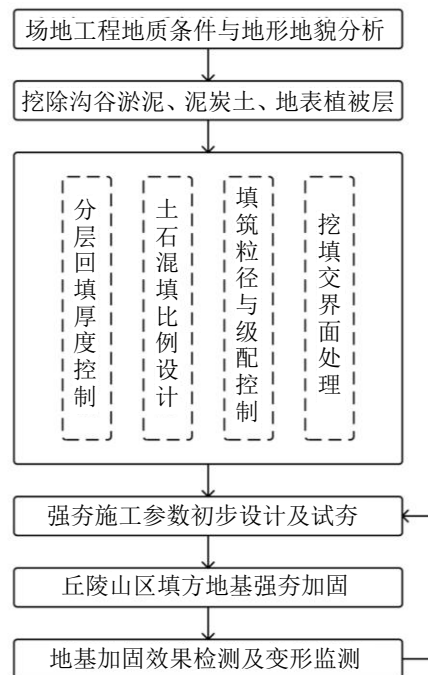 场地工程地质条件与地形地貌分析
挖除沟谷淤泥、泥炭土、地表植被层
分层回填厚度控制
土石混填比例设计
填筑粒径与级配控制
挖填交界面处理
强夯施工参数初步设计及试夯
丘陵山区填方地基强夯加固
地基加固效果检测及变形监测